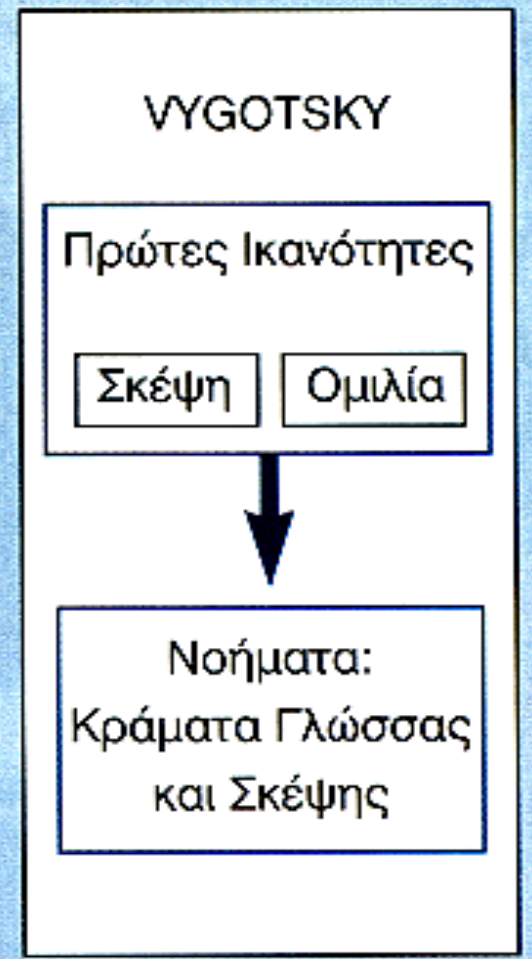 VYGOTSKY
Πρώτες Ικανότητες
Σκέψη Ομιλία
Νοήματα:
Κράματα Γλώσσας
και Σκέψης